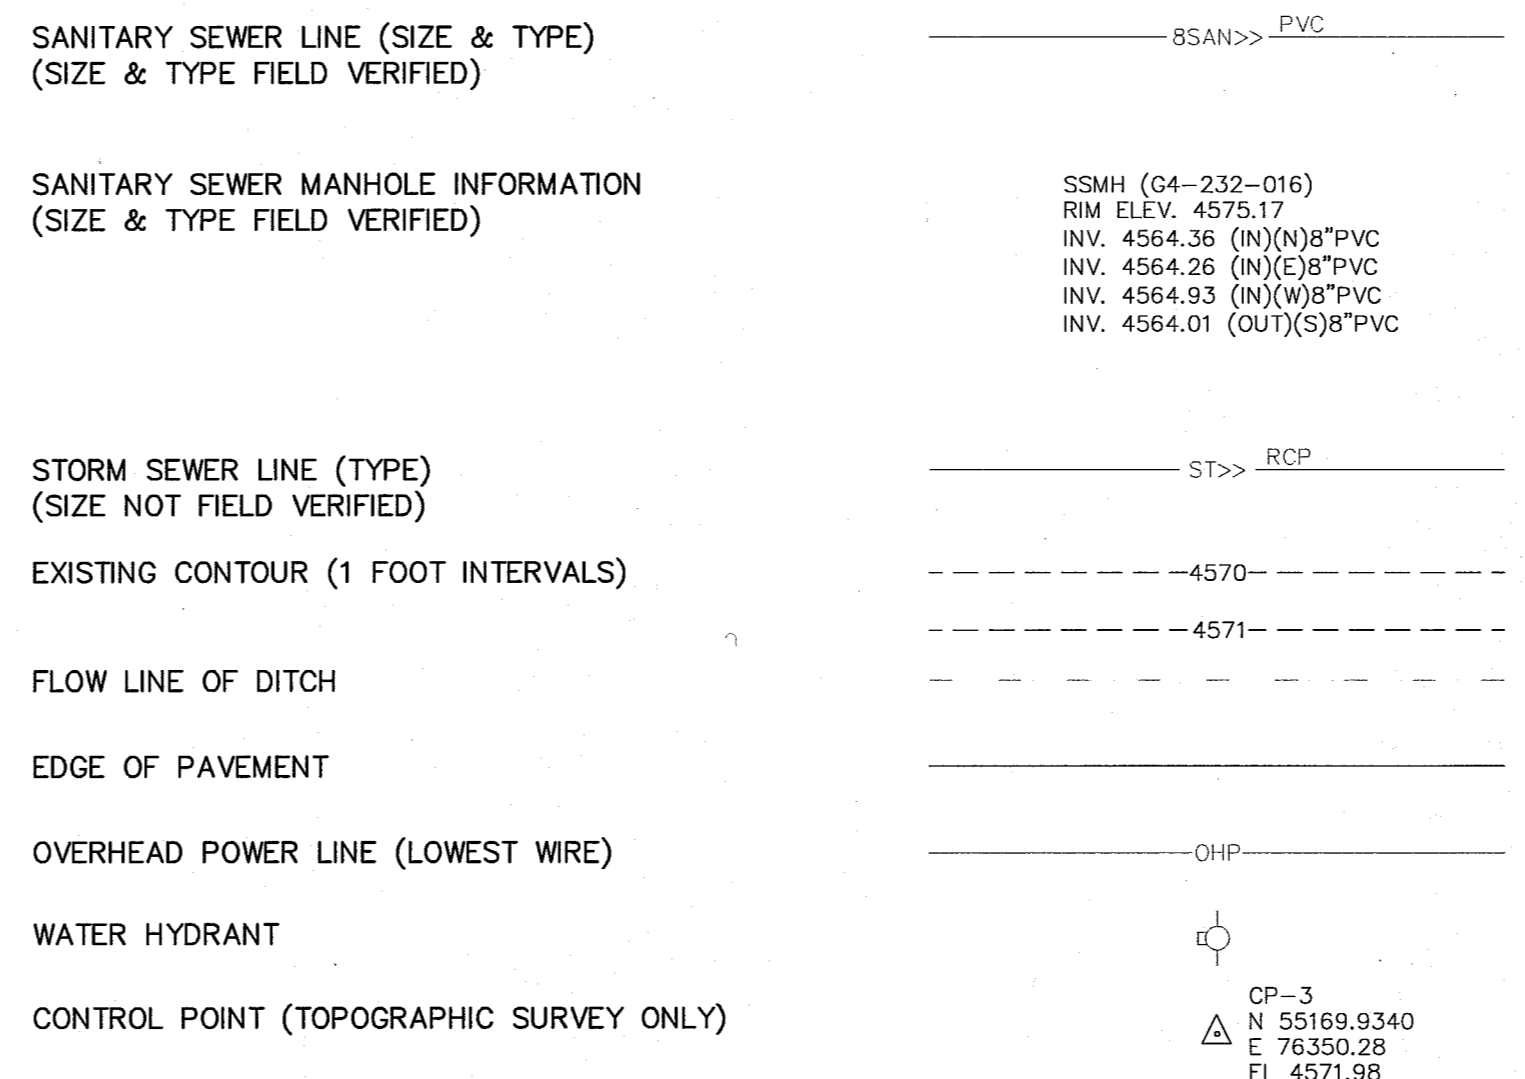 SANITARY SEWER LINE (SIZE & TYPE)
(SIZE & TYPE FIELD VERIFIED)
8SAN>> PVC
SANITARY SEWER MANHOLE INFORMATION
(SIZE & TYPE FIELD VERIFIED)
SSMH (G4-232-016)
RIM ELEV. 4575.17
INV. 4564.36 (IN)(N)8"PVC
INV. 4564.26 (IN)(E)8"PVC
INV. 4564.93 (IN)(W)8"PVC
INV. 4564.01 (OUT)(S)8"PVC
STORM SEWER LINE (TYPE)
(SIZE NOT FIELD VERIFIED)
ST>> RCP
EXISTING CONTOUR (1 FOOT INTERVALS)
4570
4571
FLOW LINE OF DITCH
EDGE OF PAVEMENT
OVERHEAD POWER LINE (LOWEST WIRE)
OHP
WATER HYDRANT
CONTROL POINT (TOPOGRAPHIC SURVEY ONLY)
CP-3
N 55169.9340
E 76350.28
4571.98